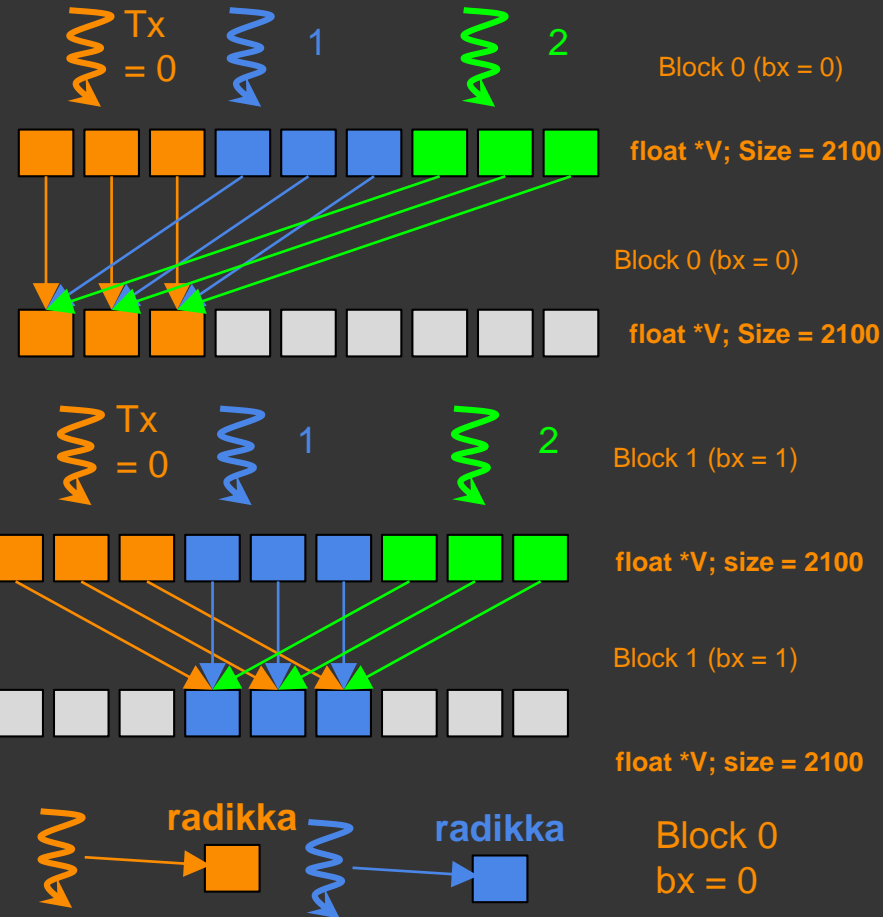 Tx
= 0
1
2
Block 0 (bx = 0)
float *V; Size = 2100
Block 0 (bx = 0)
float *V; Size = 2100
Tx
= 0
1
2
Block 1 (bx = 1)
float *V; size = 2100
Block 1 (bx = 1)
float *V; size = 2100
radikka
radikka
Block 0
bx = 0